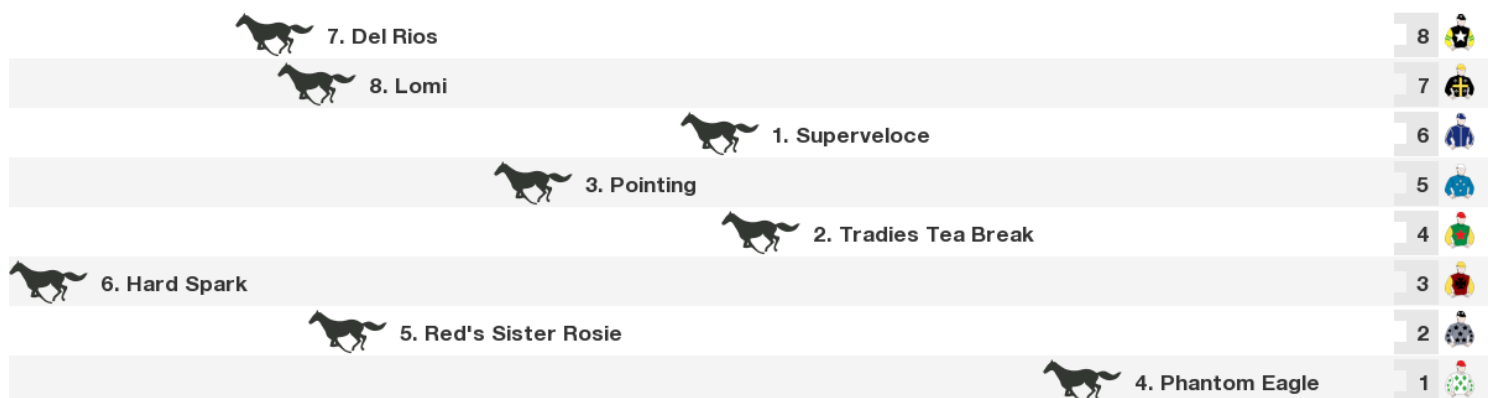 7. Del Rios 8
8. Lomi 7
1. Superveloce 6
3. Pointing 5
2. Tradies Tea Break 4
6. Hard Spark 3
5. Red's Sister Rosie 2
4. Phantom Eagle 1